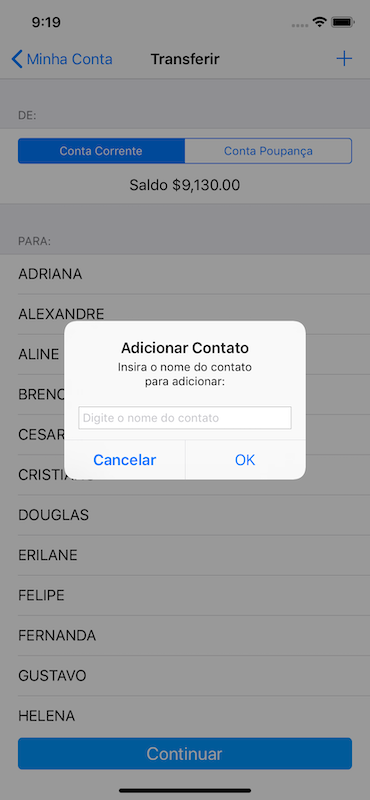 9:19
Minha Conta
Transferir
DE:
Conta Corrente
Conta Poupança
Saldo $9,130.00
PARA:
ADRIANA
ALEXANDRE
ALINE
BRENO
CESAR
CRISTIANO
DOUGLAS
ERILANE
FELIPE
FERNANDA
GUSTAVO
HELENA
Continuar
Adicionar Contato
Insira o nome do contato
para adicionar:
Digite o nome do contato
Cancelar
OK